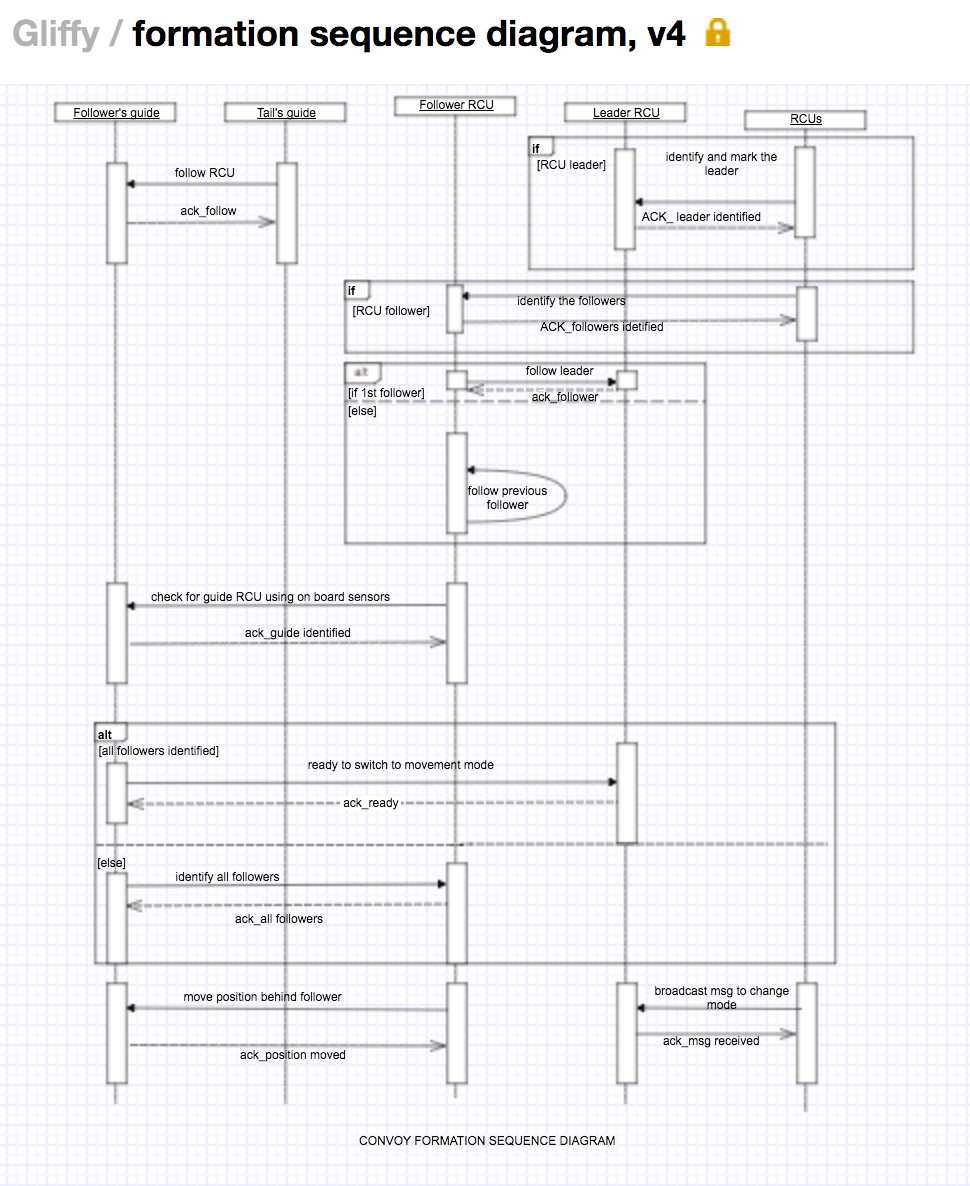 Gliffy / formation sequence diagram, v4
Follower's guide
Tail's guide
Follower RCU
Leader RCU
RCUs
if
[RCU leader]
identify and mark the
leader
follow RCU
ack_follow
ACK_ leader identified
if
[RCU follower]
identify the followers
ACK_followers idetified
alt
[if 1st follower]
follow leader
ack_follower
[else]
follow previous
follower
check for guide RCU using on board sensors
ack_guide identified
alt
[all followers identified]
ready to switch to movement mode
ack_ready
[else]
identify all followers
ack_all followers
move position behind follower
broadcast msg to change
mode
ack_msg received
ack_position moved
CONVOY FORMATION SEQUENCE DIAGRAM